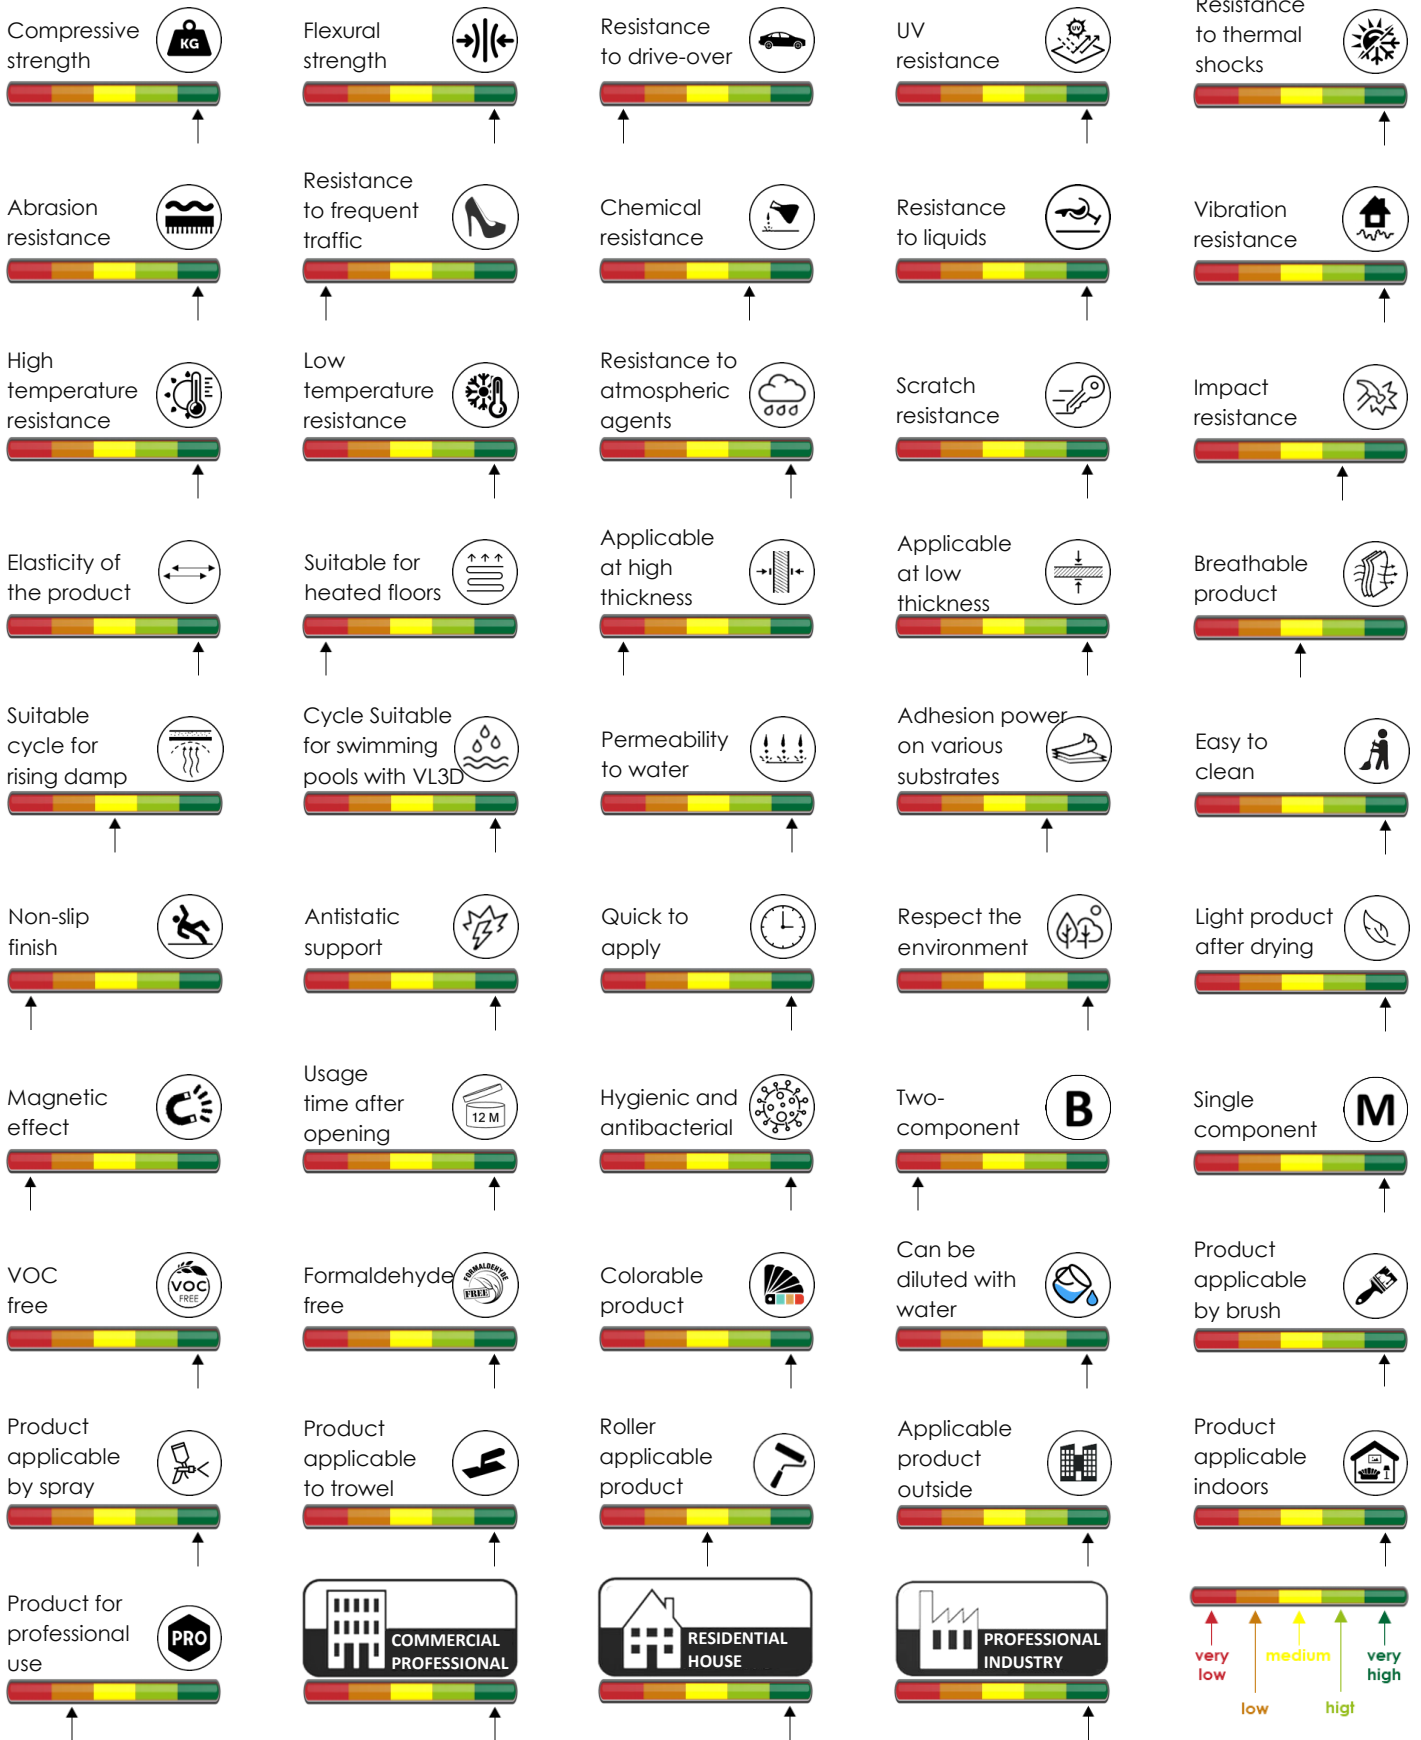 Compressive
strength
KG
Flexural
strength
Resistance
to drive-over
UV
resistance
UV
Resistance
to thermal
shocks
Abrasion
resistance
Resistance
to frequent
traffic
Chemical
resistance
Resistance
to liquids
Vibration
resistance
High
temperature
resistance
Low
temperature
resistance
Resistance to
atmospheric
agents
Scratch
resistance
Impact
resistance
Elasticity of
the product
Suitable for
heated floors
Applicable
at high
thickness
Applicable
at low
thickness
Breathable
product
Suitable
cycle for
rising damp
Cycle Suitable
for swimming
pools with VL3D
Permeability
to water
Adhesion power
on various
substrates
Easy to
clean
Non-slip
finish
Antistatic
support
Quick to
apply
Respect the
environment
Light product
after drying
Magnetic
effect
Usage
time after
opening
12 M
Hygienic and
antibacterial
Two-
component
B
Single
component
M
VOC
free
VOC
FREE
Formaldehyde
free
FORMALDEHYDE
FREE
Colorable
product
Can be
diluted with
water
Product
applicable
by brush
Product
applicable
by spray
Product
applicable
to trowel
Roller
applicable
product
Applicable
product
outside
Product
applicable
indoors
Product for
professional
use
PRO
COMMERCIAL
PROFESSIONAL
RESIDENTIAL
HOUSE
PROFESSIONAL
INDUSTRY
very
low
low
medium
higt
very
high